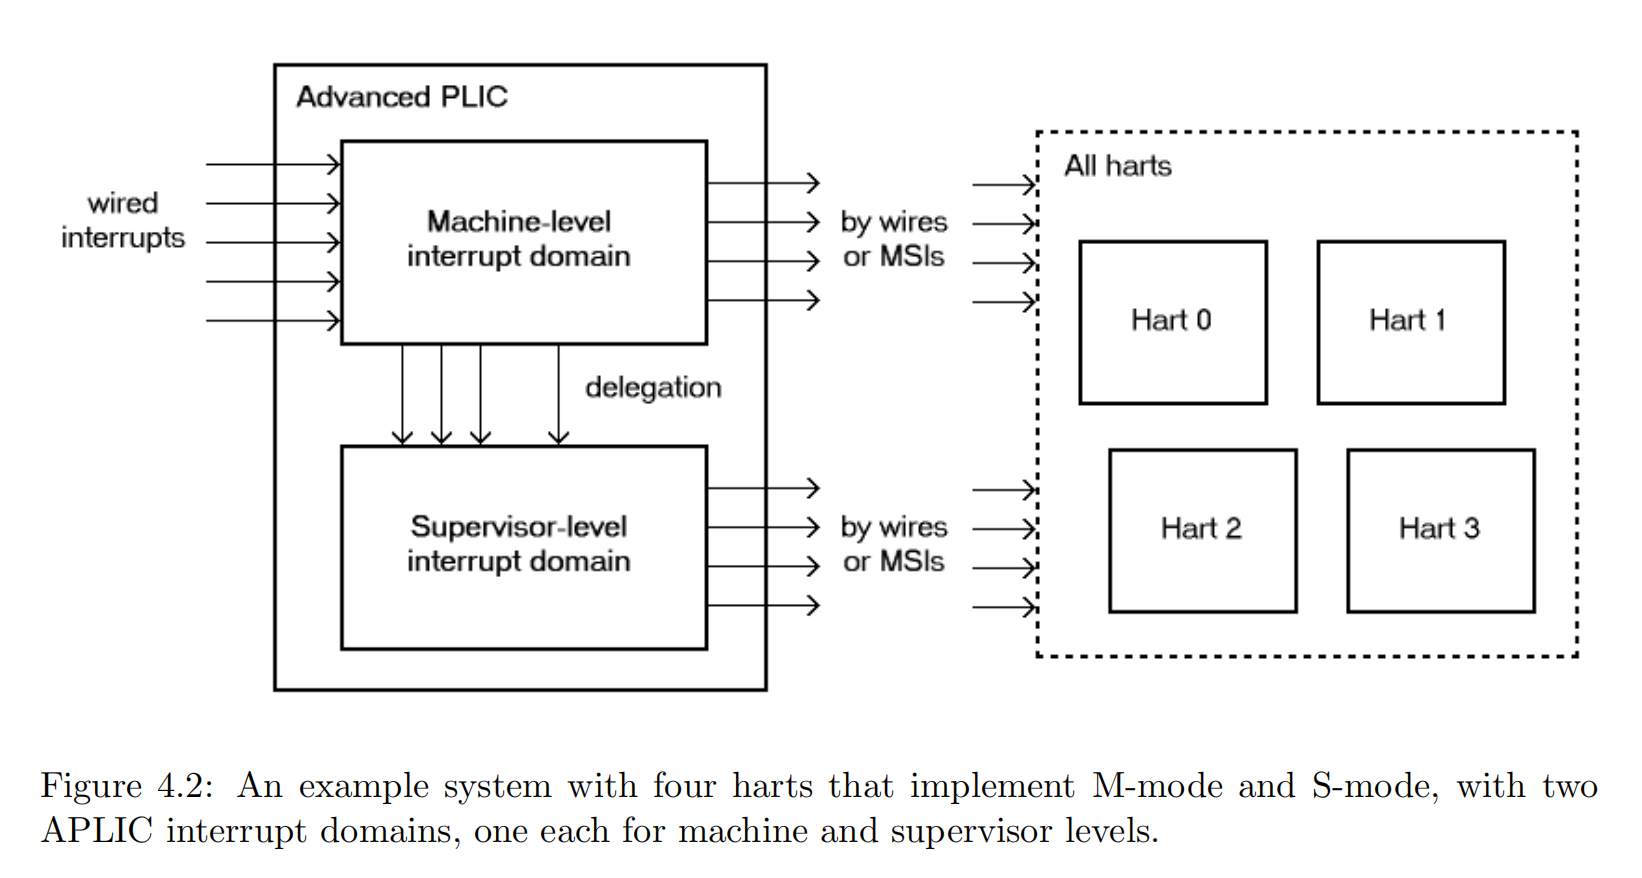 Advanced PLIC
wired
interrupts
Machine-level
interrupt domain
by wires
or MSIs
delegation
Supervisor-level
interrupt domain
by wires
or MSIs
All harts
Hart 0
Hart 1
Hart 2
Hart 3
Figure 4.2: An example system with four harts that implement M-mode and S-mode, with two
APLIC interrupt domains, one each for machine and supervisor levels.